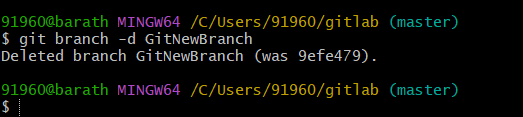 91960@barath MINGW64 /C/Users/91960/gitlab (master)
$ git branch -d GitNewBranch
Deleted branch GitNewBranch (was 9efe479).
91960@barath MINGW64 /C/Users/91960/gitlab (master)
$